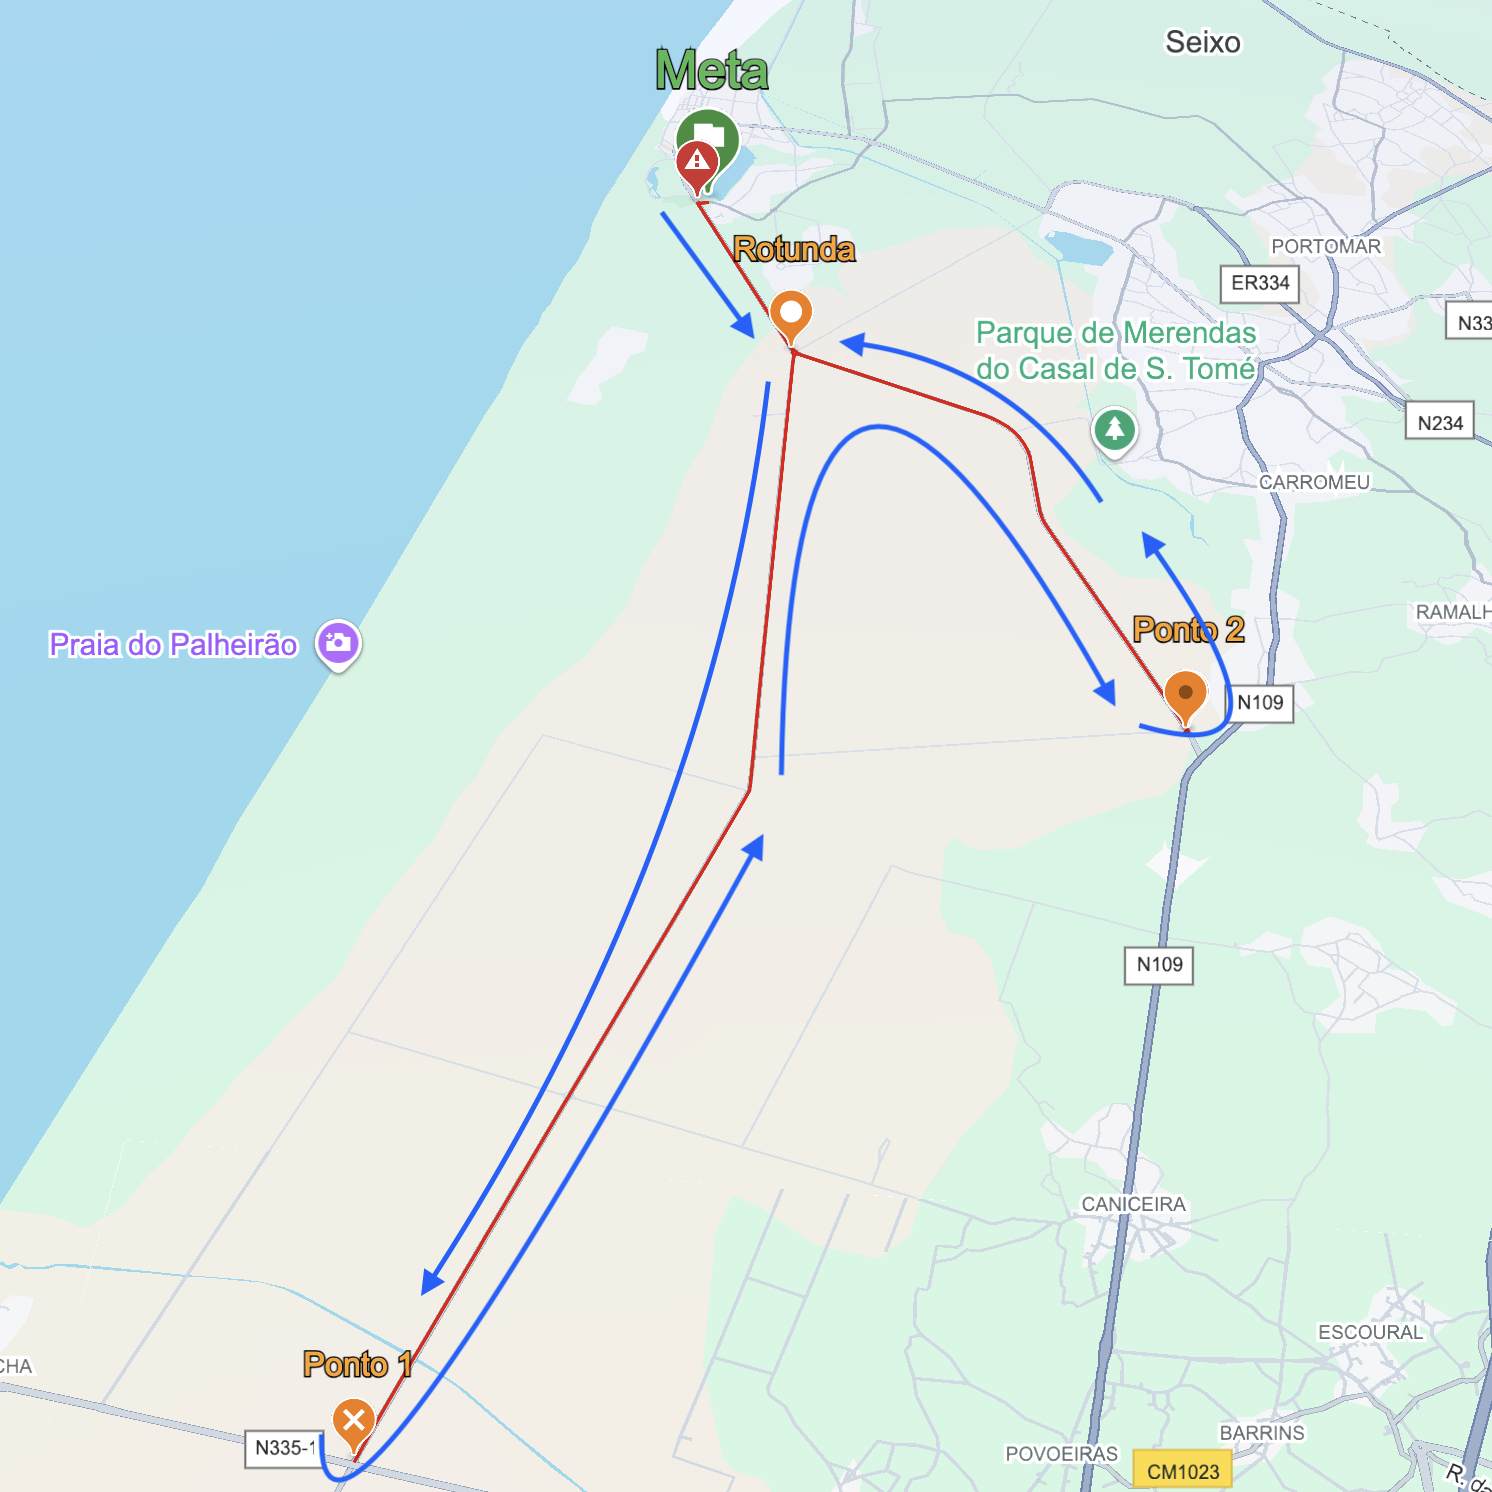 Seixo
Meta
Rotunda
PORTOMAR
ER334
N33
Parque de Merendas
do Casal de S. Tomé
N234
CARROMEU
RAMALH
Praia do Palheirão
Ponto 2
N109
N109
CANICEIRA
ESCOURAL
CHA
Ponto 1
N335-1
BARRINS
POVOEIRAS
CM1023
R. de